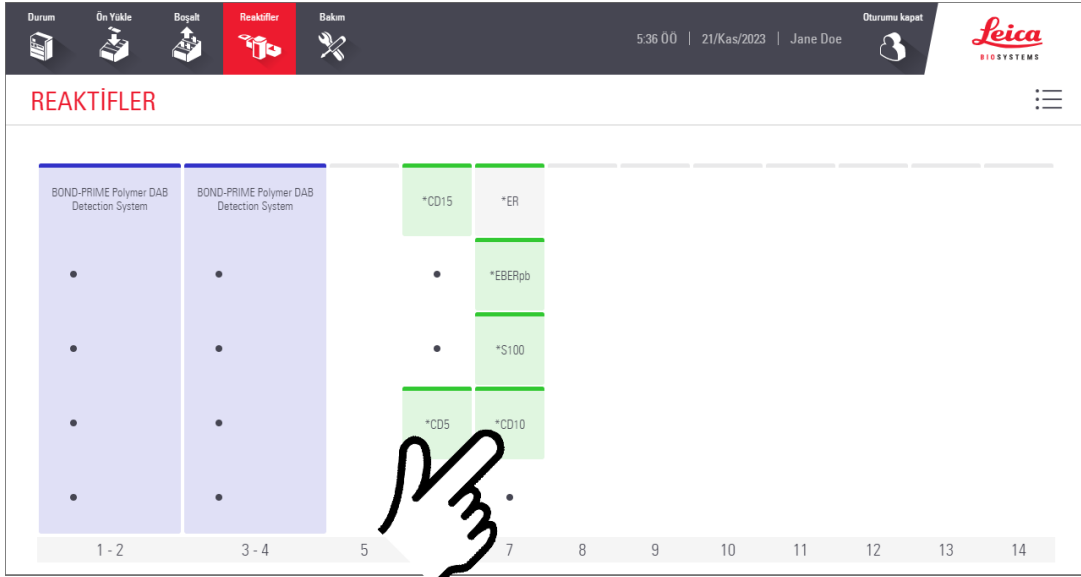 Durum
Ön Yükle
Boşalt
Reaktifler
Bakım
5:36 ÖÖ | 21/Kas/2023 | Jane Doe
Oturumu kapat
Leica
BIOSYSTEMS
REAKTİFLER
BOND-PRIME Polymer DAB
Detection System
BOND-PRIME Polymer DAB
Detection System
*CD15
*ER
*EBERpb
*S100
*CD5
*CD10
1 - 2
3 - 4
5
7
8
9
10
11
12
13
14